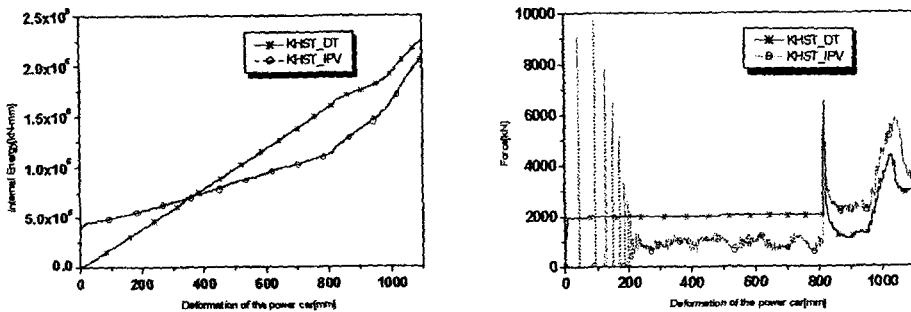 2.5x10⁶
2.0x10⁶
1.5x10⁶
1.0x10⁶
5.0x10⁵
0.0
Internal Energy[kN-mm]
KHST_DT
KHST_IPV
0 200 400 600 800 1000
Deformation of the power car[mm]
10000
8000
6000
4000
2000
0
Force[kN]
KHST_DT
KHST_IPV
0 200 400 600 800 1000
Deformation of the power car[mm]